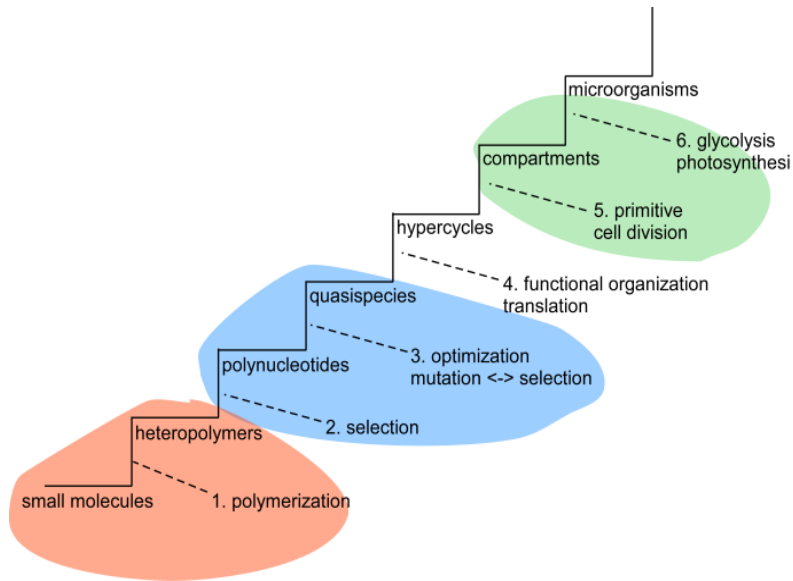 microorganisms
6. glycolysis
photosynthesi
compartments
5. primitive
cell division
hypercycles
4. functional organization
translation
quasispecies
3. optimization
mutation <-> selection
polynucleotides
2. selection
heteropolymers
1. polymerization
small molecules